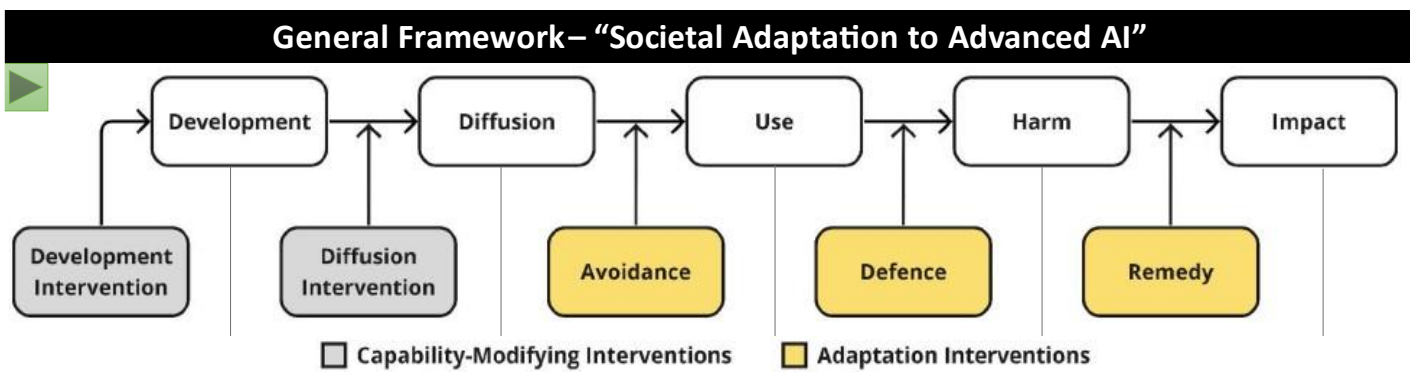 General Framework– “Societal Adaptation to Advanced AI”
Development
Diffusion
Use
Harm
Impact
Development
Intervention
Diffusion
Intervention
Avoidance
Defence
Remedy
Capability-Modifying Interventions
Adaptation Interventions